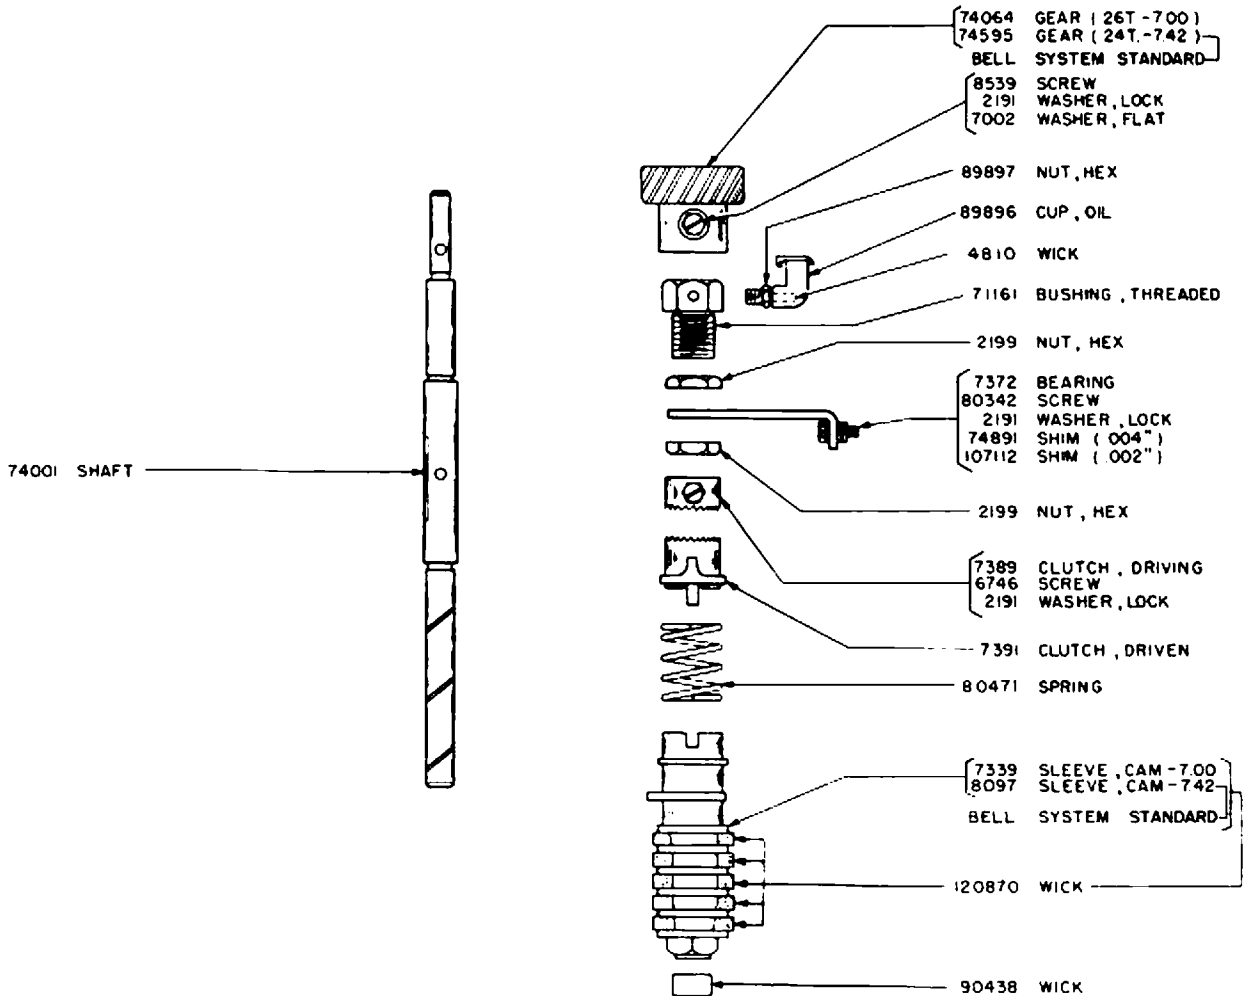 74064 GEAR (26T-7.00)
74595 GEAR (24T.-7.42)
BELL SYSTEM STANDARD
8539 SCREW
2191 WASHER, LOCK
7002 WASHER, FLAT
89897 NUT, HEX
89896 CUP, OIL
4810 WICK
71161 BUSHING, THREADED
2199 NUT, HEX
7372 BEARING
80342 SCREW
2191 WASHER, LOCK
74891 SHIM (.004")
107112 SHIM (.002")
74001 SHAFT
2199 NUT, HEX
7389 CLUTCH, DRIVING
6746 SCREW
2191 WASHER, LOCK
7391 CLUTCH, DRIVEN
80471 SPRING
7339 SLEEVE, CAM-7.00
8097 SLEEVE, CAM-7.42
BELL SYSTEM STANDARD
120870 WICK
90438 WICK